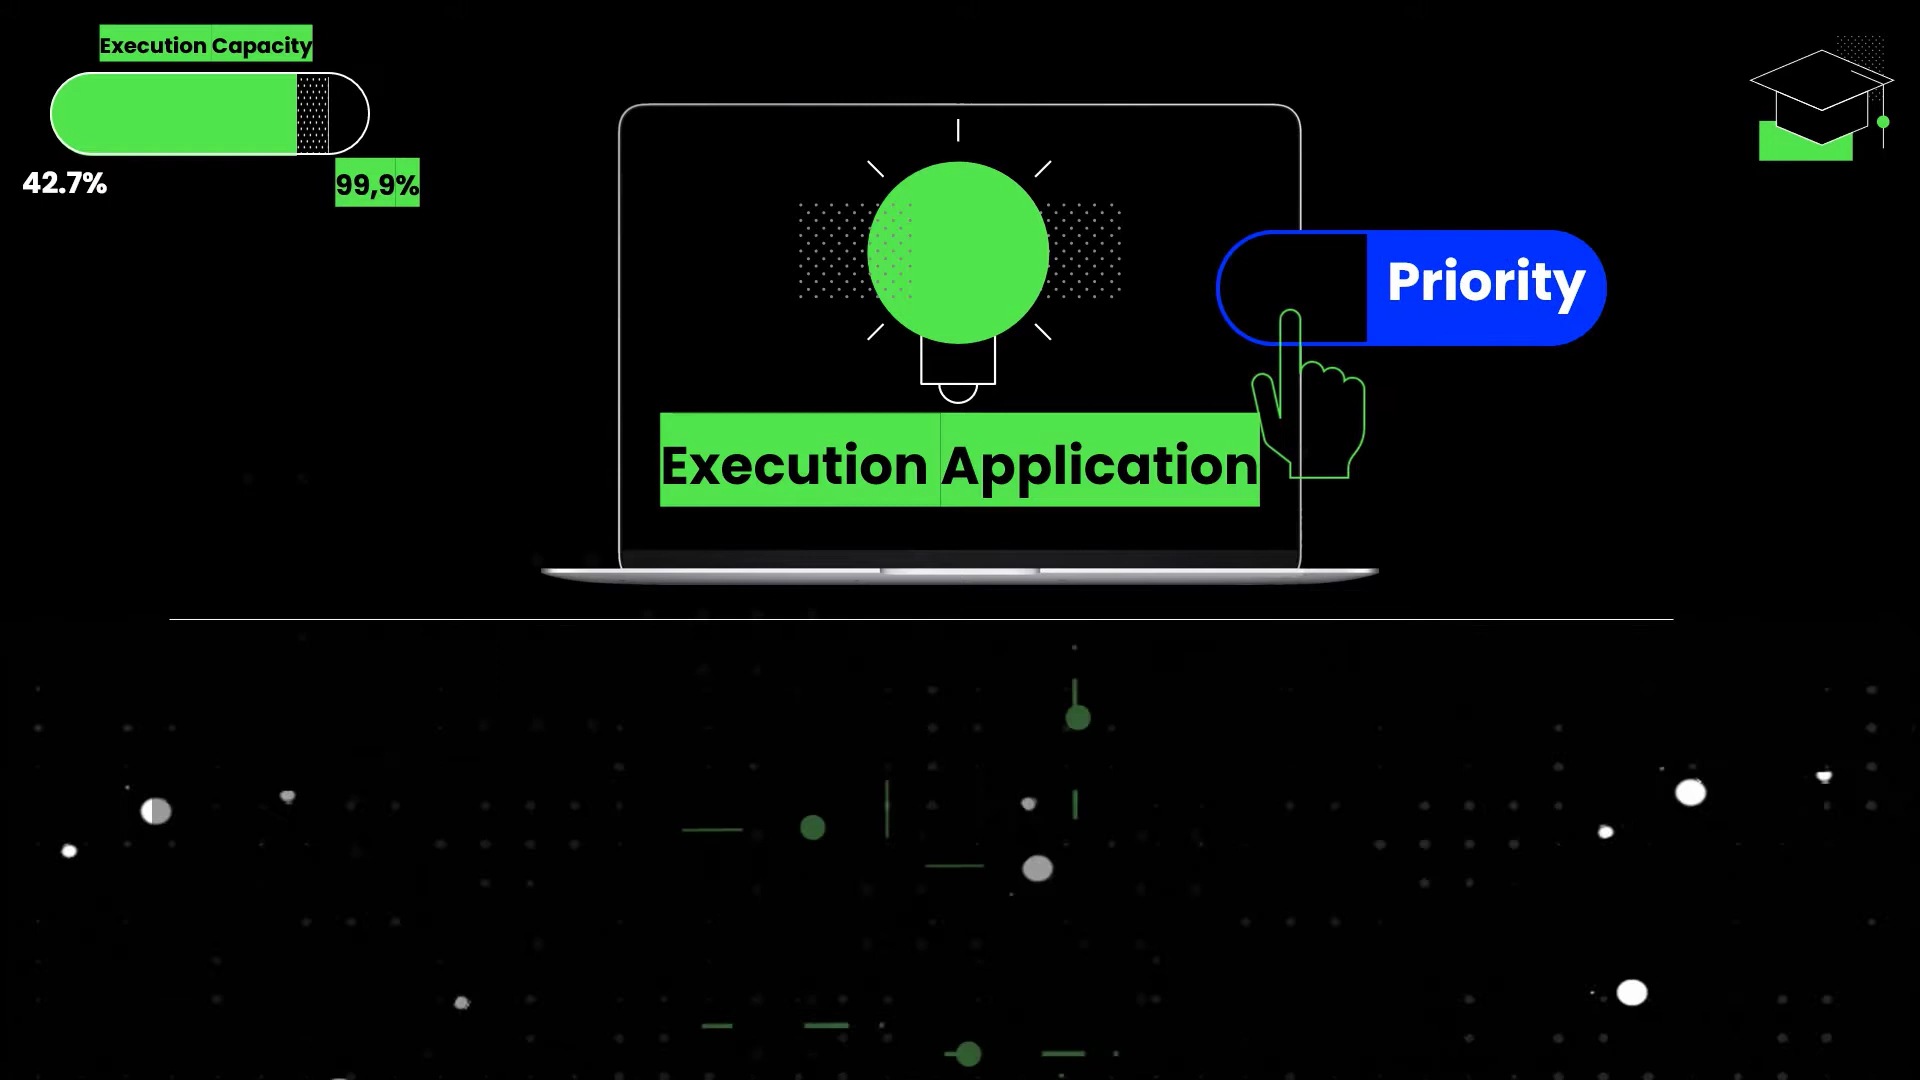 Execution Capacity
42.7%
99,9%
Priority
Execution Application